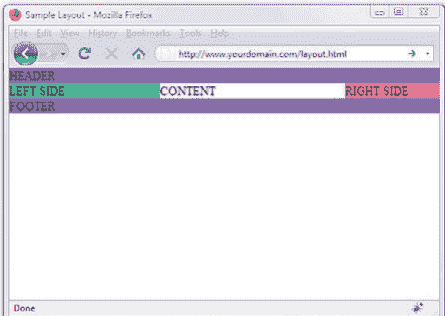 Sample Layout - Mozilla Firefox
File Edit View History Bookmarks Tools Help
http://www.yourdomain.com/layout.html
HEADER
LEFT SIDE CONTENT RIGHT SIDE
FOOTER
Done